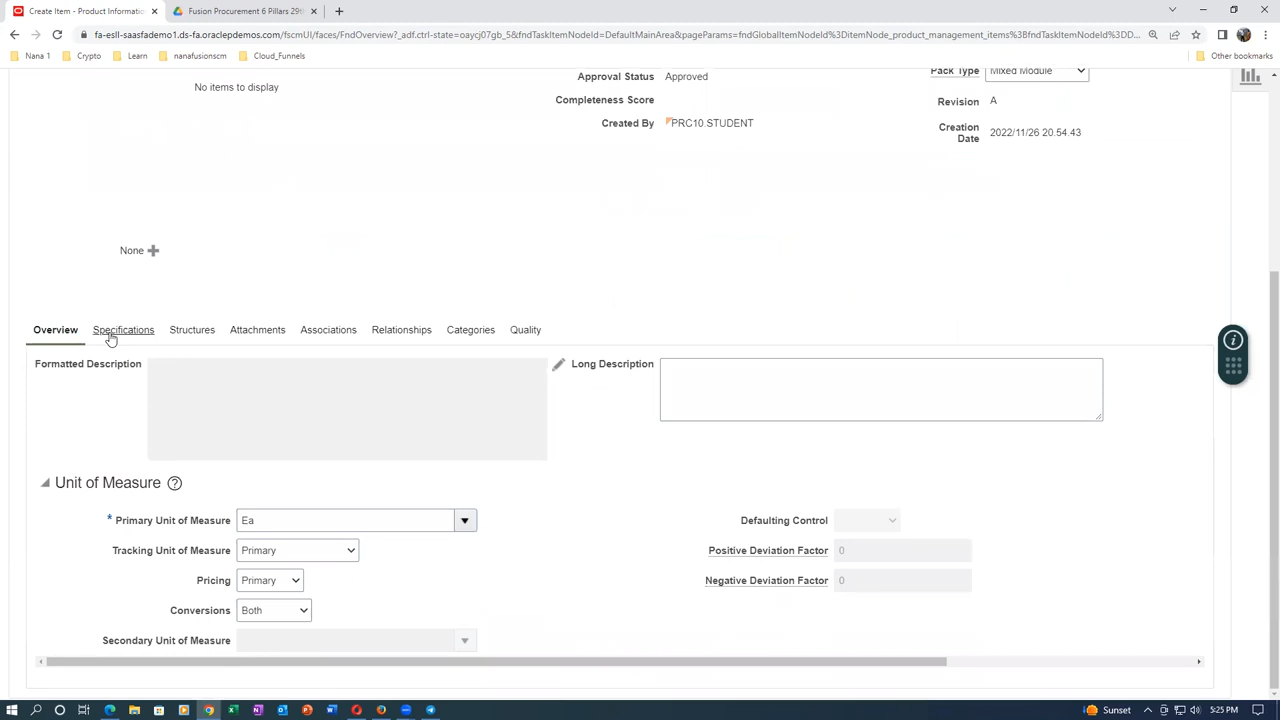 Create Item - Product Informatio
Fusion Procurement 6 Pillars 29th
fa-esll-saasfademo1.ds-fa.oraclepdemos.com/fscmUI/faces/FndOverview?_adf.ctrl-state=oaycj07gb_5&fndTaskItemNodeId=DefaultMainArea&pageParams=fndGlobalItemNodeId%3DitemNode_product_management_items%3BfndTaskItemNodeId%3DD...
Nana 1
Crypto
Learn
nanafusionscm
Cloud_Funnels
Other bookmarks
No items to display
Approval Status Approved
Pack Type Mixed Module
Completeness Score
Revision A
Created By PRC10.STUDENT
Creation Date 2022/11/26 20.54.43
None
Overview Specifications Structures Attachments Associations Relationships Categories Quality
Formatted Description
Long Description
Unit of Measure ?
* Primary Unit of Measure Ea
Defaulting Control
Tracking Unit of Measure Primary
Positive Deviation Factor 0
Pricing Primary
Negative Deviation Factor 0
Conversions Both
Secondary Unit of Measure
Sunset
5:25 PM